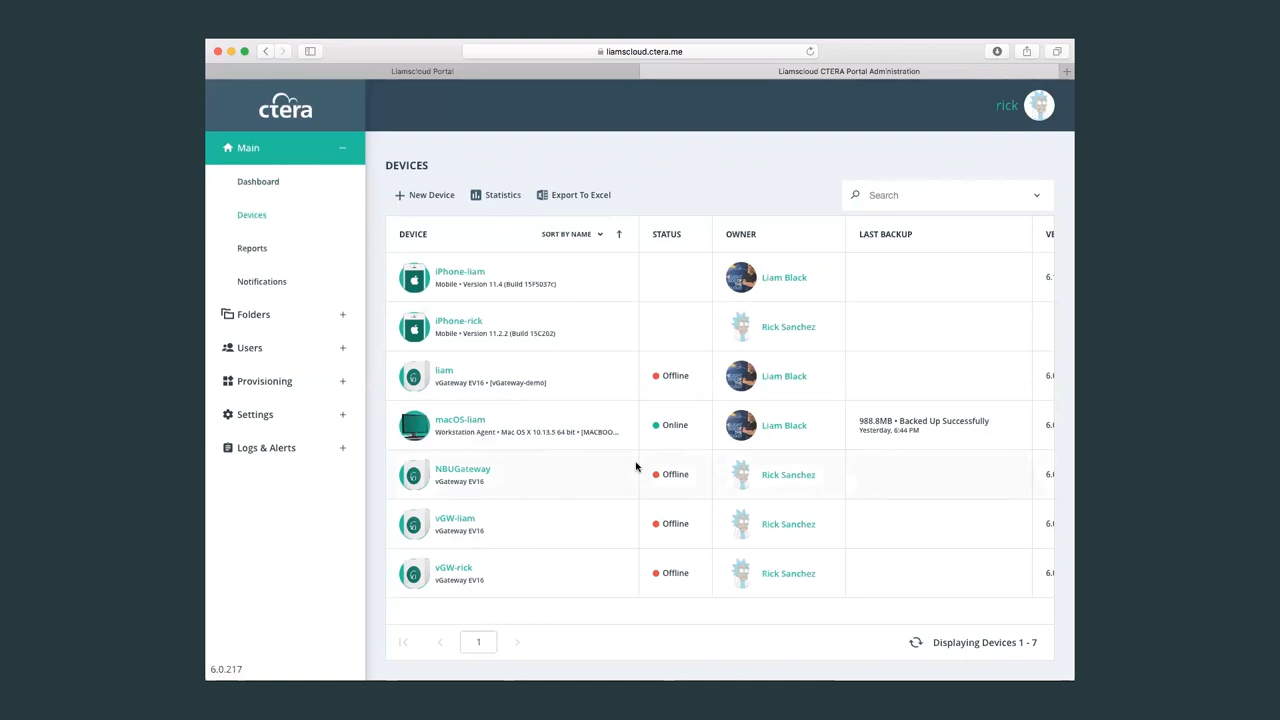 liamscloud.ctera.me
Liamscloud Portal
Liamscloud CTERA Portal Administration
ctera
rick
Main
Dashboard
Devices
Reports
Notifications
Folders
Users
Provisioning
Settings
Logs & Alerts
6.0.217
DEVICES
New Device
Statistics
Export To Excel
Search
DEVICE
SORT BY NAME
STATUS
OWNER
LAST BACKUP
iPhone-liam
Mobile • Version 11.4 (Build 15F5037c)
Liam Black
iPhone-rick
Mobile • Version 11.2.2 (Build 15C202)
Rick Sanchez
liam
vGateway EV16 • [vGateway-demo]
Offline
Liam Black
macOS-liam
Workstation Agent • Mac OS X 10.13.5 64 bit • [MACBOO...
Online
Liam Black
988.8MB • Backed Up Successfully
Yesterday, 6:44 PM
NBUGateway
vGateway EV16
Offline
Rick Sanchez
vGW-liam
vGateway EV16
Offline
Rick Sanchez
vGW-rick
vGateway EV16
Offline
Rick Sanchez
1
Displaying Devices 1 - 7